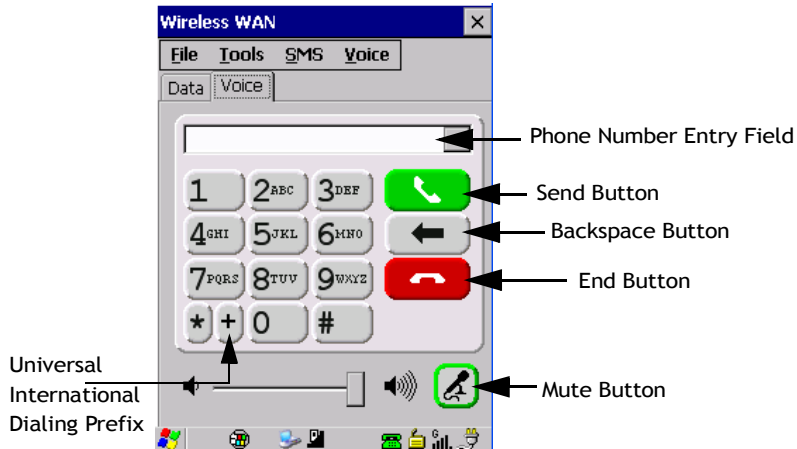 Wireless WAN
File Tools SMS Voice
Data Voice
Phone Number Entry Field
1 2ABC 3DEF
Send Button
4GHI 5JKL 6MNO
Backspace Button
7PQRS 8TUV 9WXYZ
End Button
* + 0 #
Universal
International
Dialing Prefix
Mute Button
G